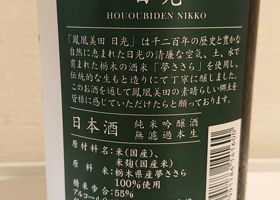 日光
HOUOUBIDEN NIKKO
「鳳凰美田 日光」は千二百年の歴史と豊かな
自然に恵まれた日光の清廉な空気、土、水で
育まれた栃木の酒米「夢ささら」を使用し、
伝統的な生もと造りにて丁寧に醸しました。
このお酒を通して鳳凰美田の素晴らしい郷土を
皆様に感じていただけたらと願っております。
日本酒 純米吟醸酒
無濾過本生
原材料名:米(国産)、
米麹(国産米)
原料米:栃木県産夢ささら
100%使用
精米歩合:55%
アルコール